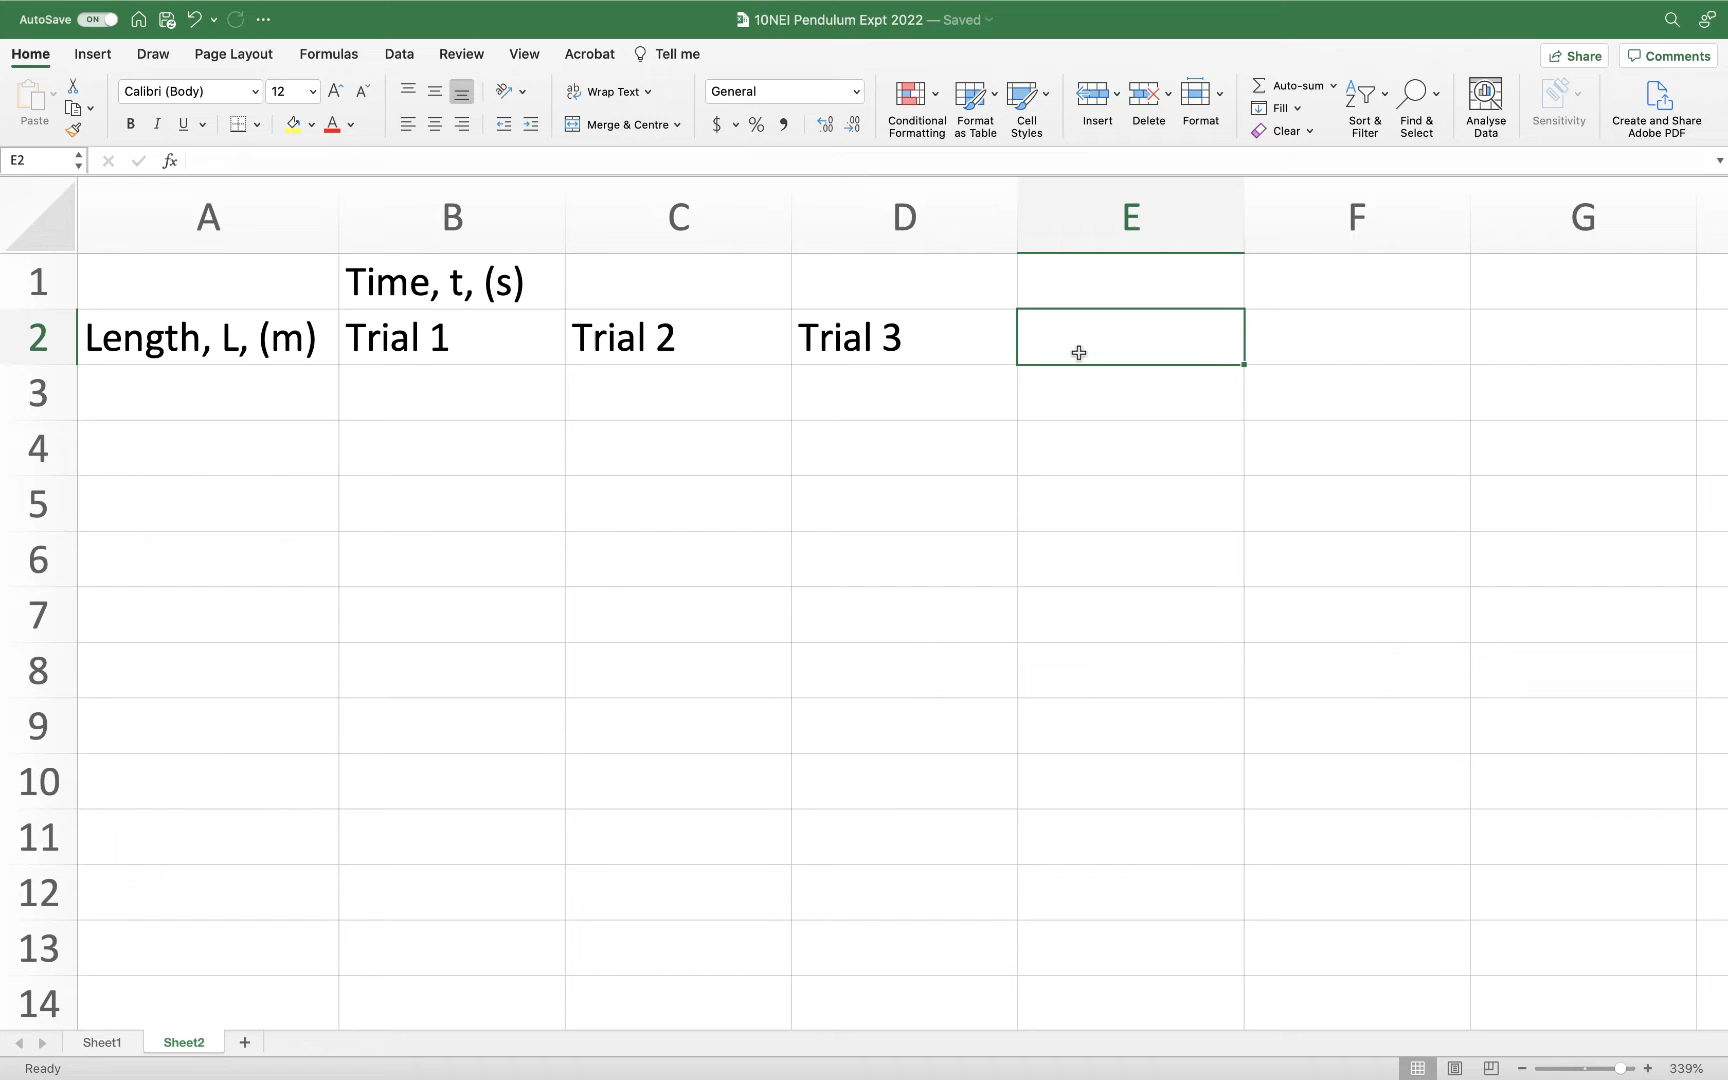 AutoSave ON 10NEI Pendulum Expt 2022 — Saved
Home Insert Draw Page Layout Formulas Data Review View Acrobat Tell me Share Comments
Paste Calibri (Body) 12 A A Wrap Text General Conditional Formatting Format as Table Cell Styles Insert Delete Format Auto-sum Fill Clear Sort & Filter Find & Select Analyse Data Sensitivity Create and Share Adobe PDF
B I U A Merge & Centre $ %
E2 fx
A B C D E F G
1 Time, t, (s)
2 Length, L, (m) Trial 1 Trial 2 Trial 3
3
4
5
6
7
8
9
10
11
12
13
14
Sheet1 Sheet2 +
Ready 339%